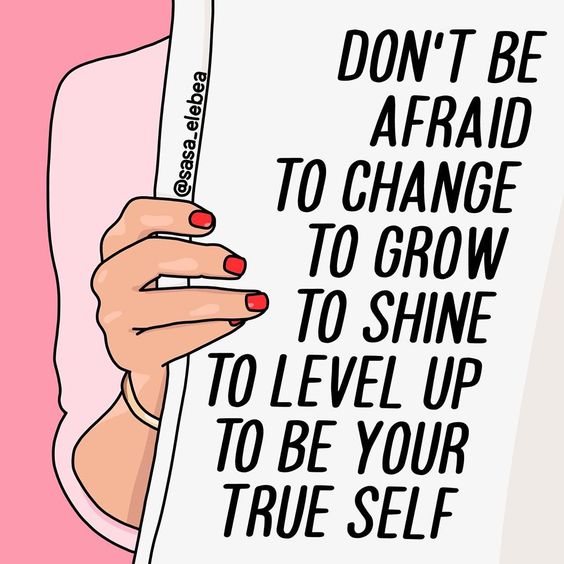 @sasa_elebea
DON'T BE
AFRAID
TO CHANGE
TO GROW
TO SHINE
TO LEVEL UP
TO BE YOUR
TRUE SELF